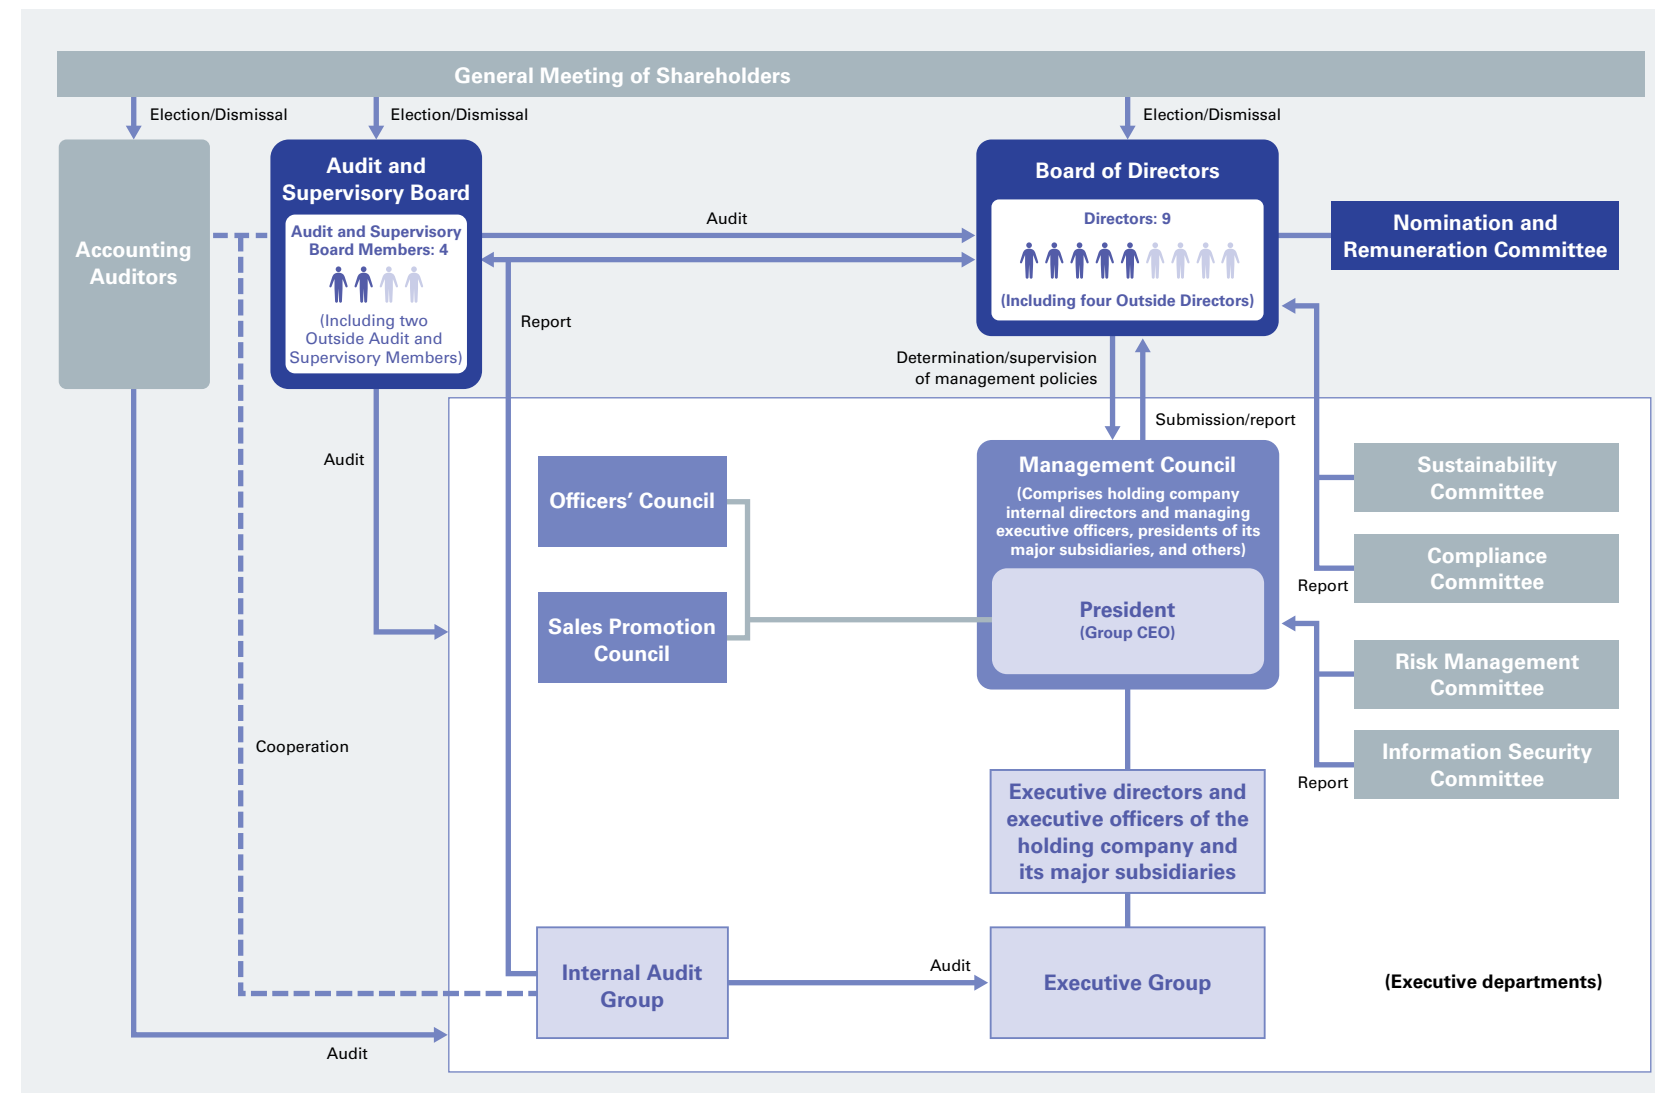 General Meeting of Shareholders
Election/Dismissal
Election/Dismissal
Election/Dismissal
Accounting
Auditors
Audit and
Supervisory Board
Audit and Supervisory
Board Members: 4
(Including two
Outside Audit and
Supervisory Members)
Audit
Report
Board of Directors
Directors: 9
(Including four Outside Directors)
Nomination and
Remuneration Committee
Determination/supervision
of management policies
Submission/report
Audit
Officers’ Council
Sales Promotion
Council
Management Council
(Comprises holding company
internal directors and managing
executive officers, presidents of its
major subsidiaries, and others)
President
(Group CEO)
Sustainability
Committee
Compliance
Committee
Report
Risk Management
Committee
Information Security
Committee
Report
Cooperation
Executive directors and
executive officers of the
holding company and
its major subsidiaries
Internal Audit
Group
Audit
Executive Group
(Executive departments)
Audit